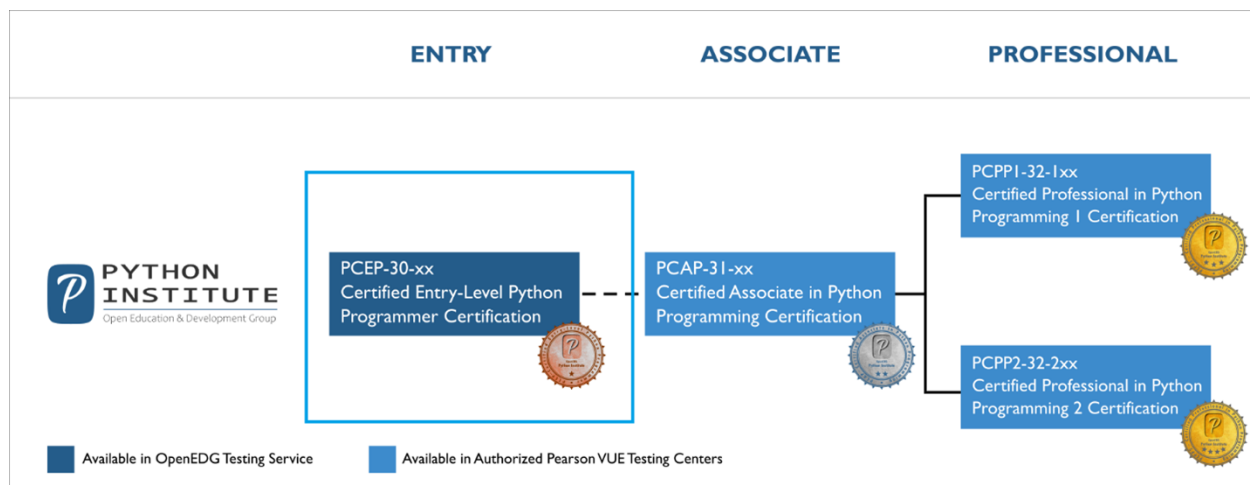 ENTRY
ASSOCIATE
PROFESSIONAL
PYTHON
INSTITUTE
Open Education & Development Group
PCEP-30-xx
Certified Entry-Level Python
Programmer Certification
PCAP-31-xx
Certified Associate in Python
Programming Certification
PCPP1-32-1xx
Certified Professional in Python
Programming 1 Certification
PCPP2-32-2xx
Certified Professional in Python
Programming 2 Certification
Available in OpenEDG Testing Service
Available in Authorized Pearson VUE Testing Centers